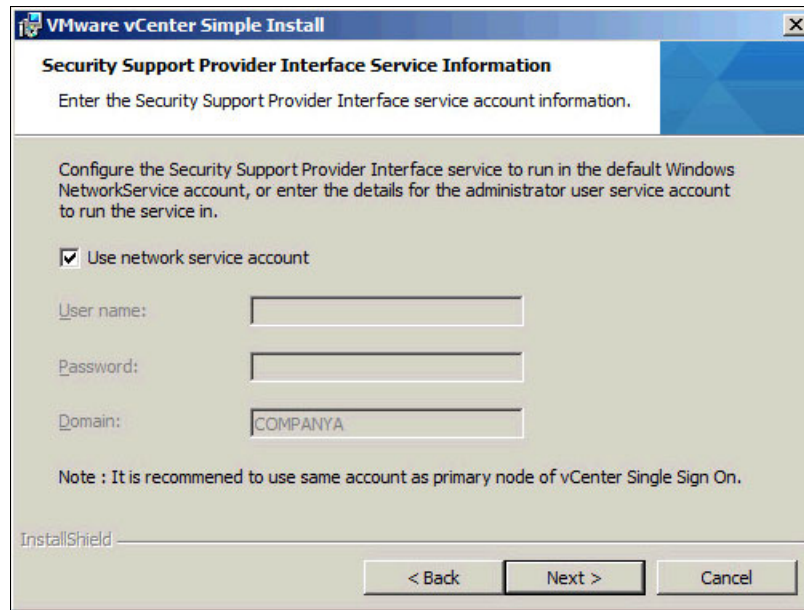 VMware vCenter Simple Install
Security Support Provider Interface Service Information
Enter the Security Support Provider Interface service account information.
Configure the Security Support Provider Interface service to run in the default Windows
NetworkService account, or enter the details for the administrator user service account
to run the service in.
Use network service account
User name:
Password:
Domain: COMPANYA
Note : It is recommened to use same account as primary node of vCenter Single Sign On.
InstallShield
< Back Next > Cancel